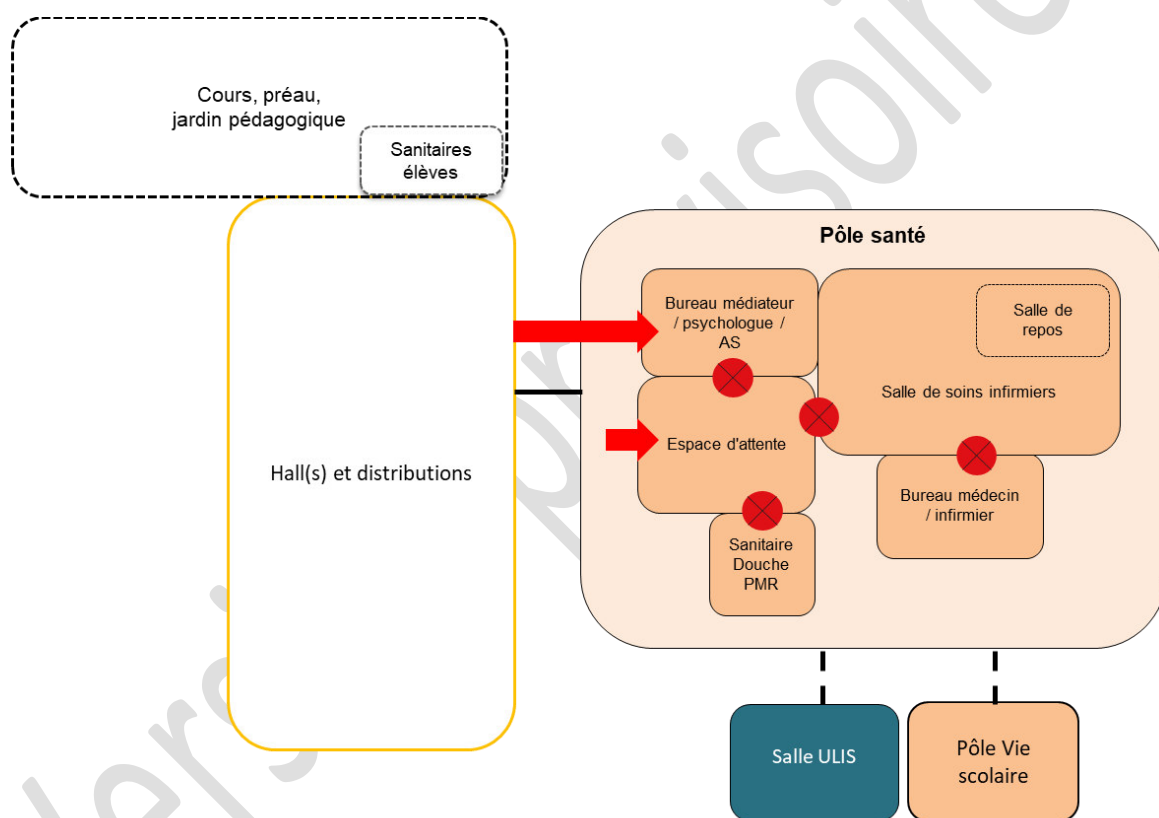 Cours, préau,
jardin pédagogique
Sanitaires
élèves
Pôle santé
Bureau médiateur
/ psychologue /
AS
Salle de
repos
Salle de soins infirmiers
Espace d'attente
Hall(s) et distributions
Bureau médecin
/ infirmier
Sanitaire
Douche
PMR
Salle ULIS
Pôle Vie
scolaire